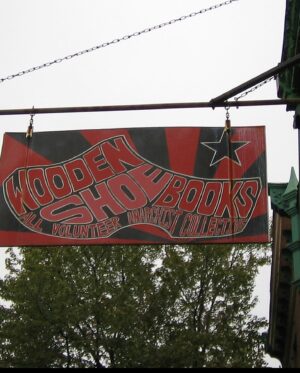 WOODEN
SHOE
BOOKS
ALL VOLUNTEER ANARCHIST COLLECTIVE